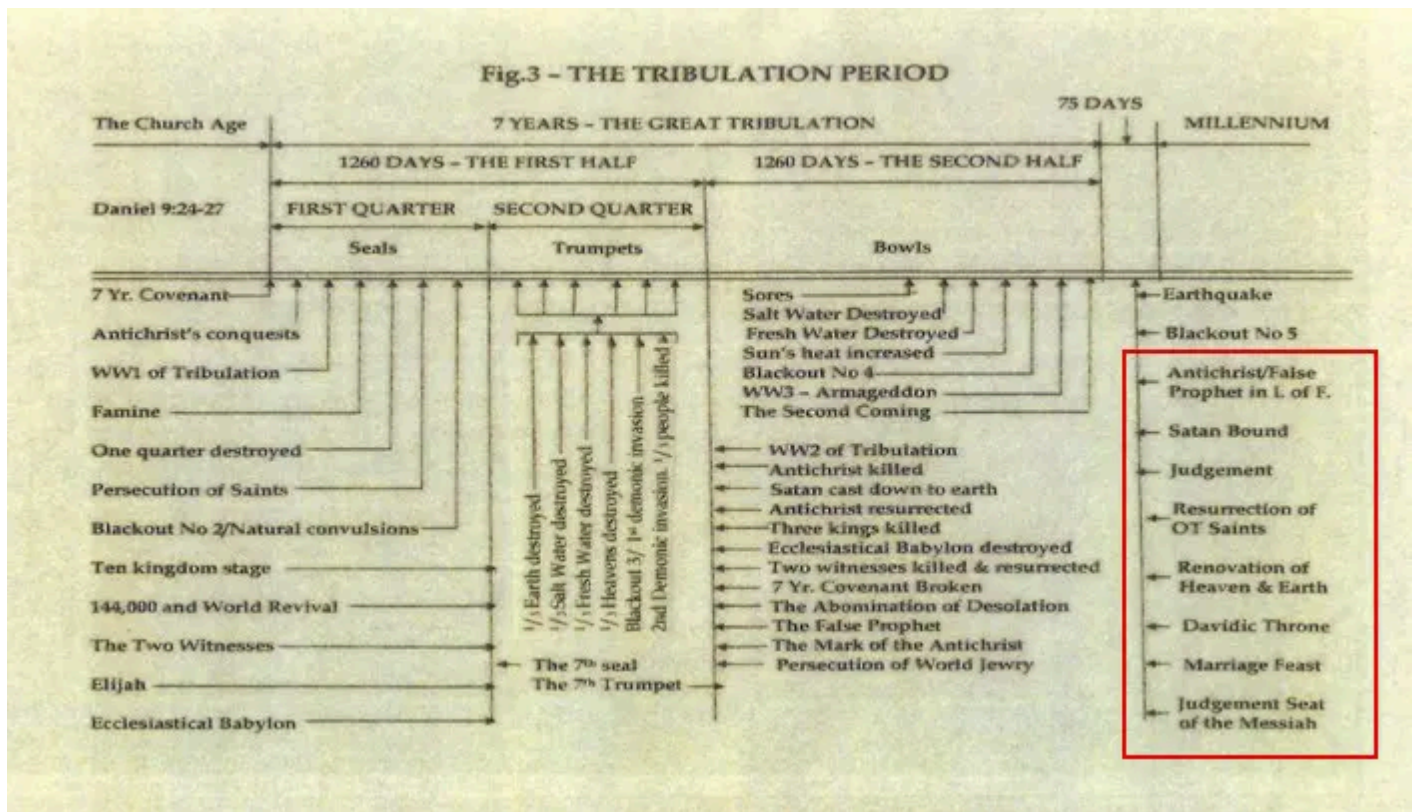 Fig.3 – THE TRIBULATION PERIOD
75 DAYS
The Church Age
7 YEARS – THE GREAT TRIBULATION
MILLENNIUM
1260 DAYS – THE FIRST HALF
1260 DAYS – THE SECOND HALF
Daniel 9:24-27
FIRST QUARTER
SECOND QUARTER
Seals
Trumpets
Bowls
7 Yr. Covenant
Antichrist's conquests
WW1 of Tribulation
Famine
One quarter destroyed
Persecution of Saints
Blackout No 2/Natural convulsions
Ten kingdom stage
144,000 and World Revival
The Two Witnesses
Elijah
Ecclesiastical Babylon
1/3 Earth destroyed
1/3 Salt Water destroyed
1/3 Fresh Water destroyed
1/3 Heavens destroyed
Blackout 3/ 1st demonic invasion
2nd Demonic invasion. 1/3 people killed
The 7th seal
The 7th Trumpet
Sores
Salt Water Destroyed
Fresh Water Destroyed
Sun's heat increased
Blackout No 4
WW3 – Armageddon
The Second Coming
WW2 of Tribulation
Antichrist killed
Satan cast down to earth
Antichrist resurrected
Three kings killed
Ecclesiastical Babylon destroyed
Two witnesses killed & resurrected
7 Yr. Covenant Broken
The Abomination of Desolation
The False Prophet
The Mark of the Antichrist
Persecution of World Jewry
Earthquake
Blackout No 5
Antichrist/False
Prophet in L of F.
Satan Bound
Judgement
Resurrection of
OT Saints
Renovation of
Heaven & Earth
Davidic Throne
Marriage Feast
Judgement Seat
of the Messiah